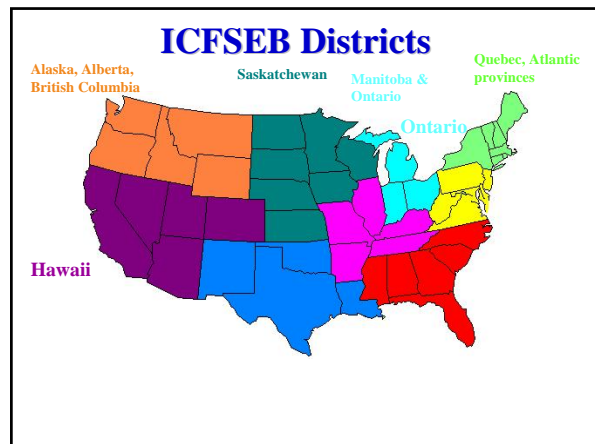 ICFSEB Districts
Alaska, Alberta,
British Columbia
Saskatchewan
Manitoba &
Ontario
Quebec, Atlantic
provinces
Ontario
Hawaii